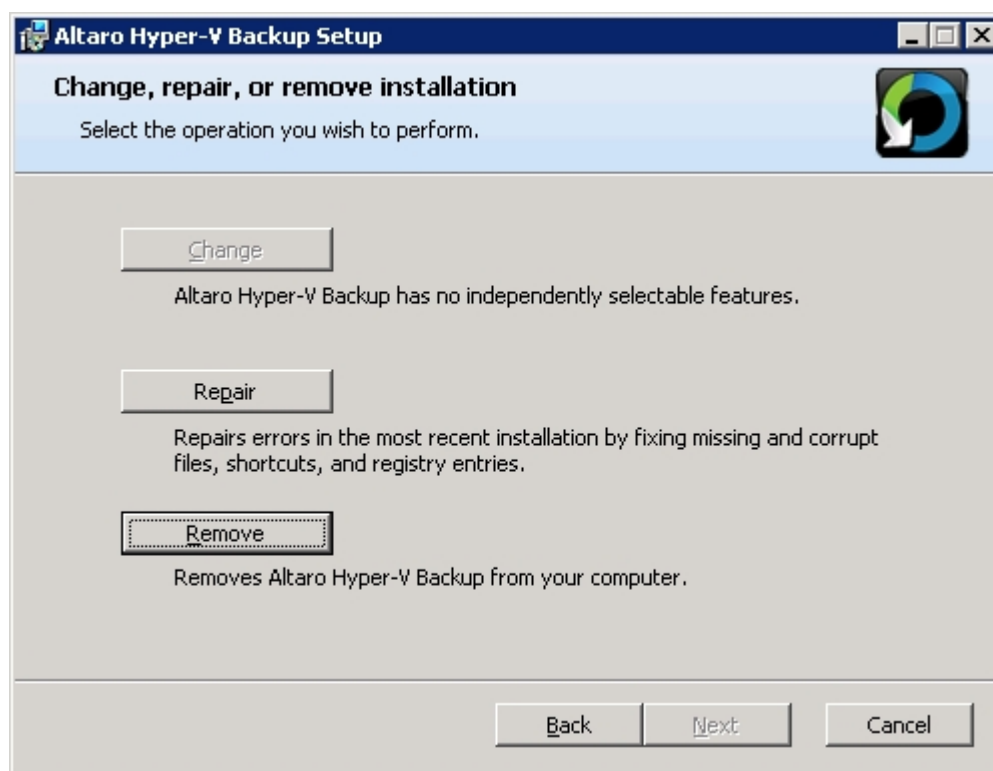 Altaro Hyper-V Backup Setup
Change, repair, or remove installation
Select the operation you wish to perform.
Change
Altaro Hyper-V Backup has no independently selectable features.
Repair
Repairs errors in the most recent installation by fixing missing and corrupt
files, shortcuts, and registry entries.
Remove
Removes Altaro Hyper-V Backup from your computer.
Back Next Cancel